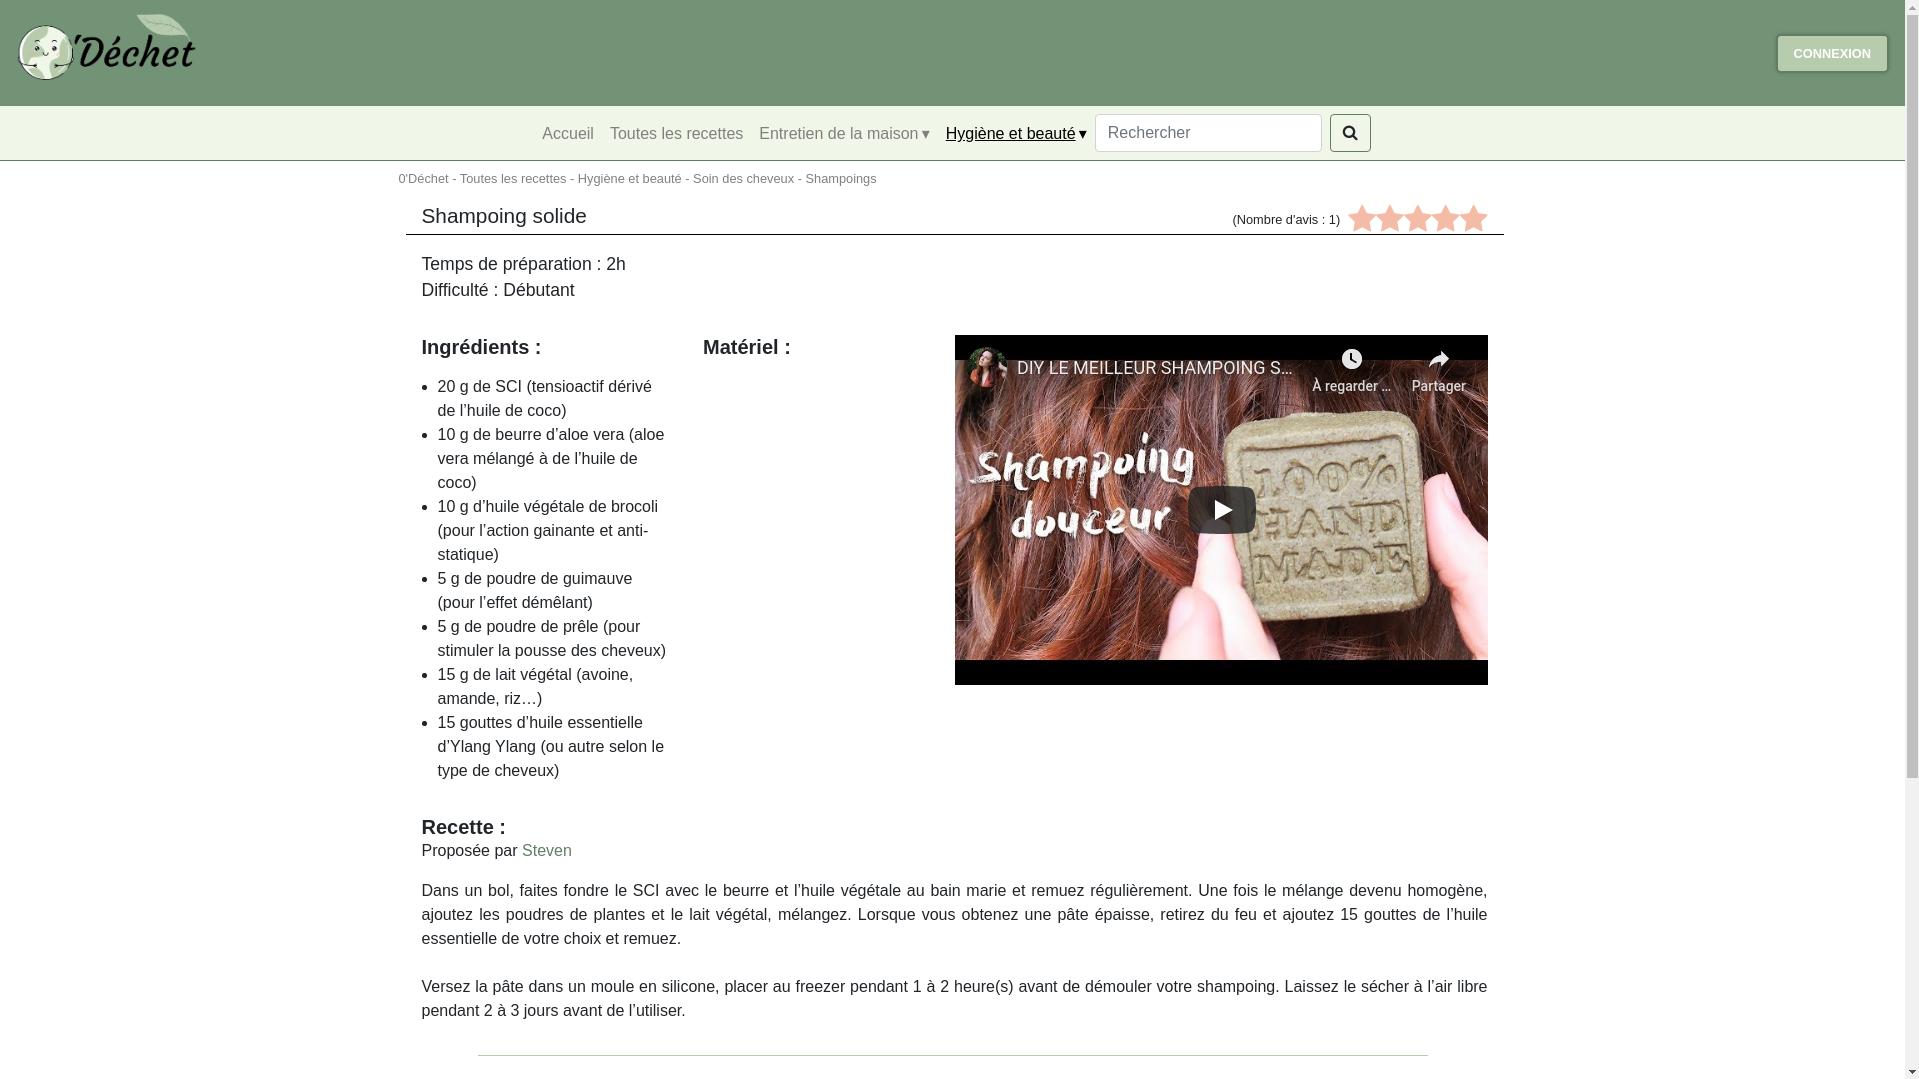 0'Déchet
CONNEXION
Accueil Toutes les recettes Entretien de la maison ▾ Hygiène et beauté ▾ Rechercher
0'Déchet - Toutes les recettes - Hygiène et beauté - Soin des cheveux - Shampoings
Shampoing solide
(Nombre d'avis : 1)
Temps de préparation : 2h
Difficulté : Débutant
Ingrédients :
20 g de SCI (tensioactif dérivé
de l’huile de coco)
10 g de beurre d’aloe vera (aloe
vera mélangé à de l’huile de
coco)
10 g d’huile végétale de brocoli
(pour l’action gainante et anti-
statique)
5 g de poudre de guimauve
(pour l’effet démêlant)
5 g de poudre de prêle (pour
stimuler la pousse des cheveux)
15 g de lait végétal (avoine,
amande, riz…)
15 gouttes d’huile essentielle
d’Ylang Ylang (ou autre selon le
type de cheveux)
Matériel :
DIY LE MEILLEUR SHAMPOING S...
À regarder ...
Partager
Shampoing
douceur
100%
HAND
MADE
Recette :
Proposée par Steven
Dans un bol, faites fondre le SCI avec le beurre et l’huile végétale au bain marie et remuez régulièrement. Une fois le mélange devenu homogène,
ajoutez les poudres de plantes et le lait végétal, mélangez. Lorsque vous obtenez une pâte épaisse, retirez du feu et ajoutez 15 gouttes de l’huile
essentielle de votre choix et remuez.
Versez la pâte dans un moule en silicone, placer au freezer pendant 1 à 2 heure(s) avant de démouler votre shampoing. Laissez le sécher à l’air libre
pendant 2 à 3 jours avant de l’utiliser.